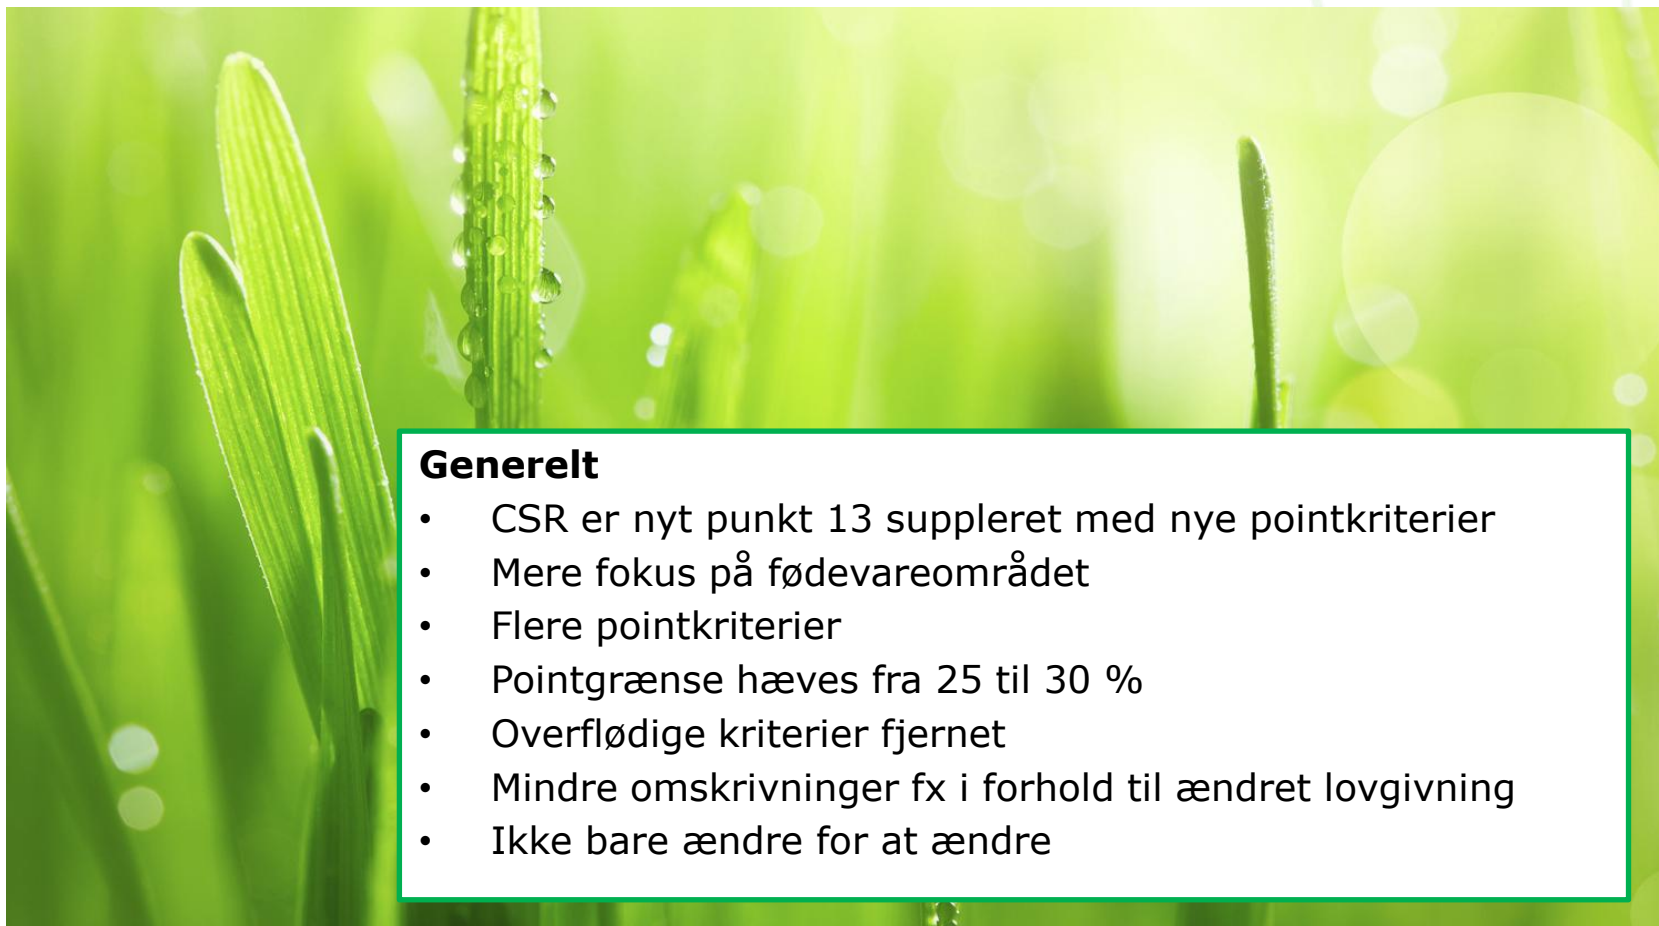 Generelt
• CSR er nyt punkt 13 suppleret med nye pointkriterier
• Mere fokus på fødevareområdet
• Flere pointkriterier
• Pointgrænse hæves fra 25 til 30 %
• Overflødige kriterier fjernet
• Mindre omskrivninger fx i forhold til ændret lovgivning
• Ikke bare ændre for at ændre